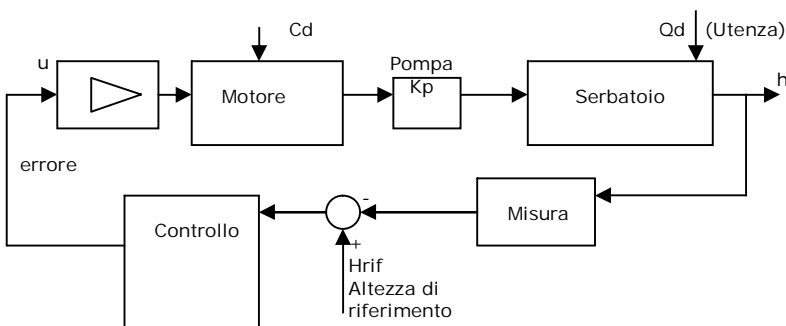 Cd
Qd (Utenza)
u
Pompa
Kp
h
Motore
Serbatoio
errore
-
Misura
Controllo
+
Hrif
Altezza di
riferimento